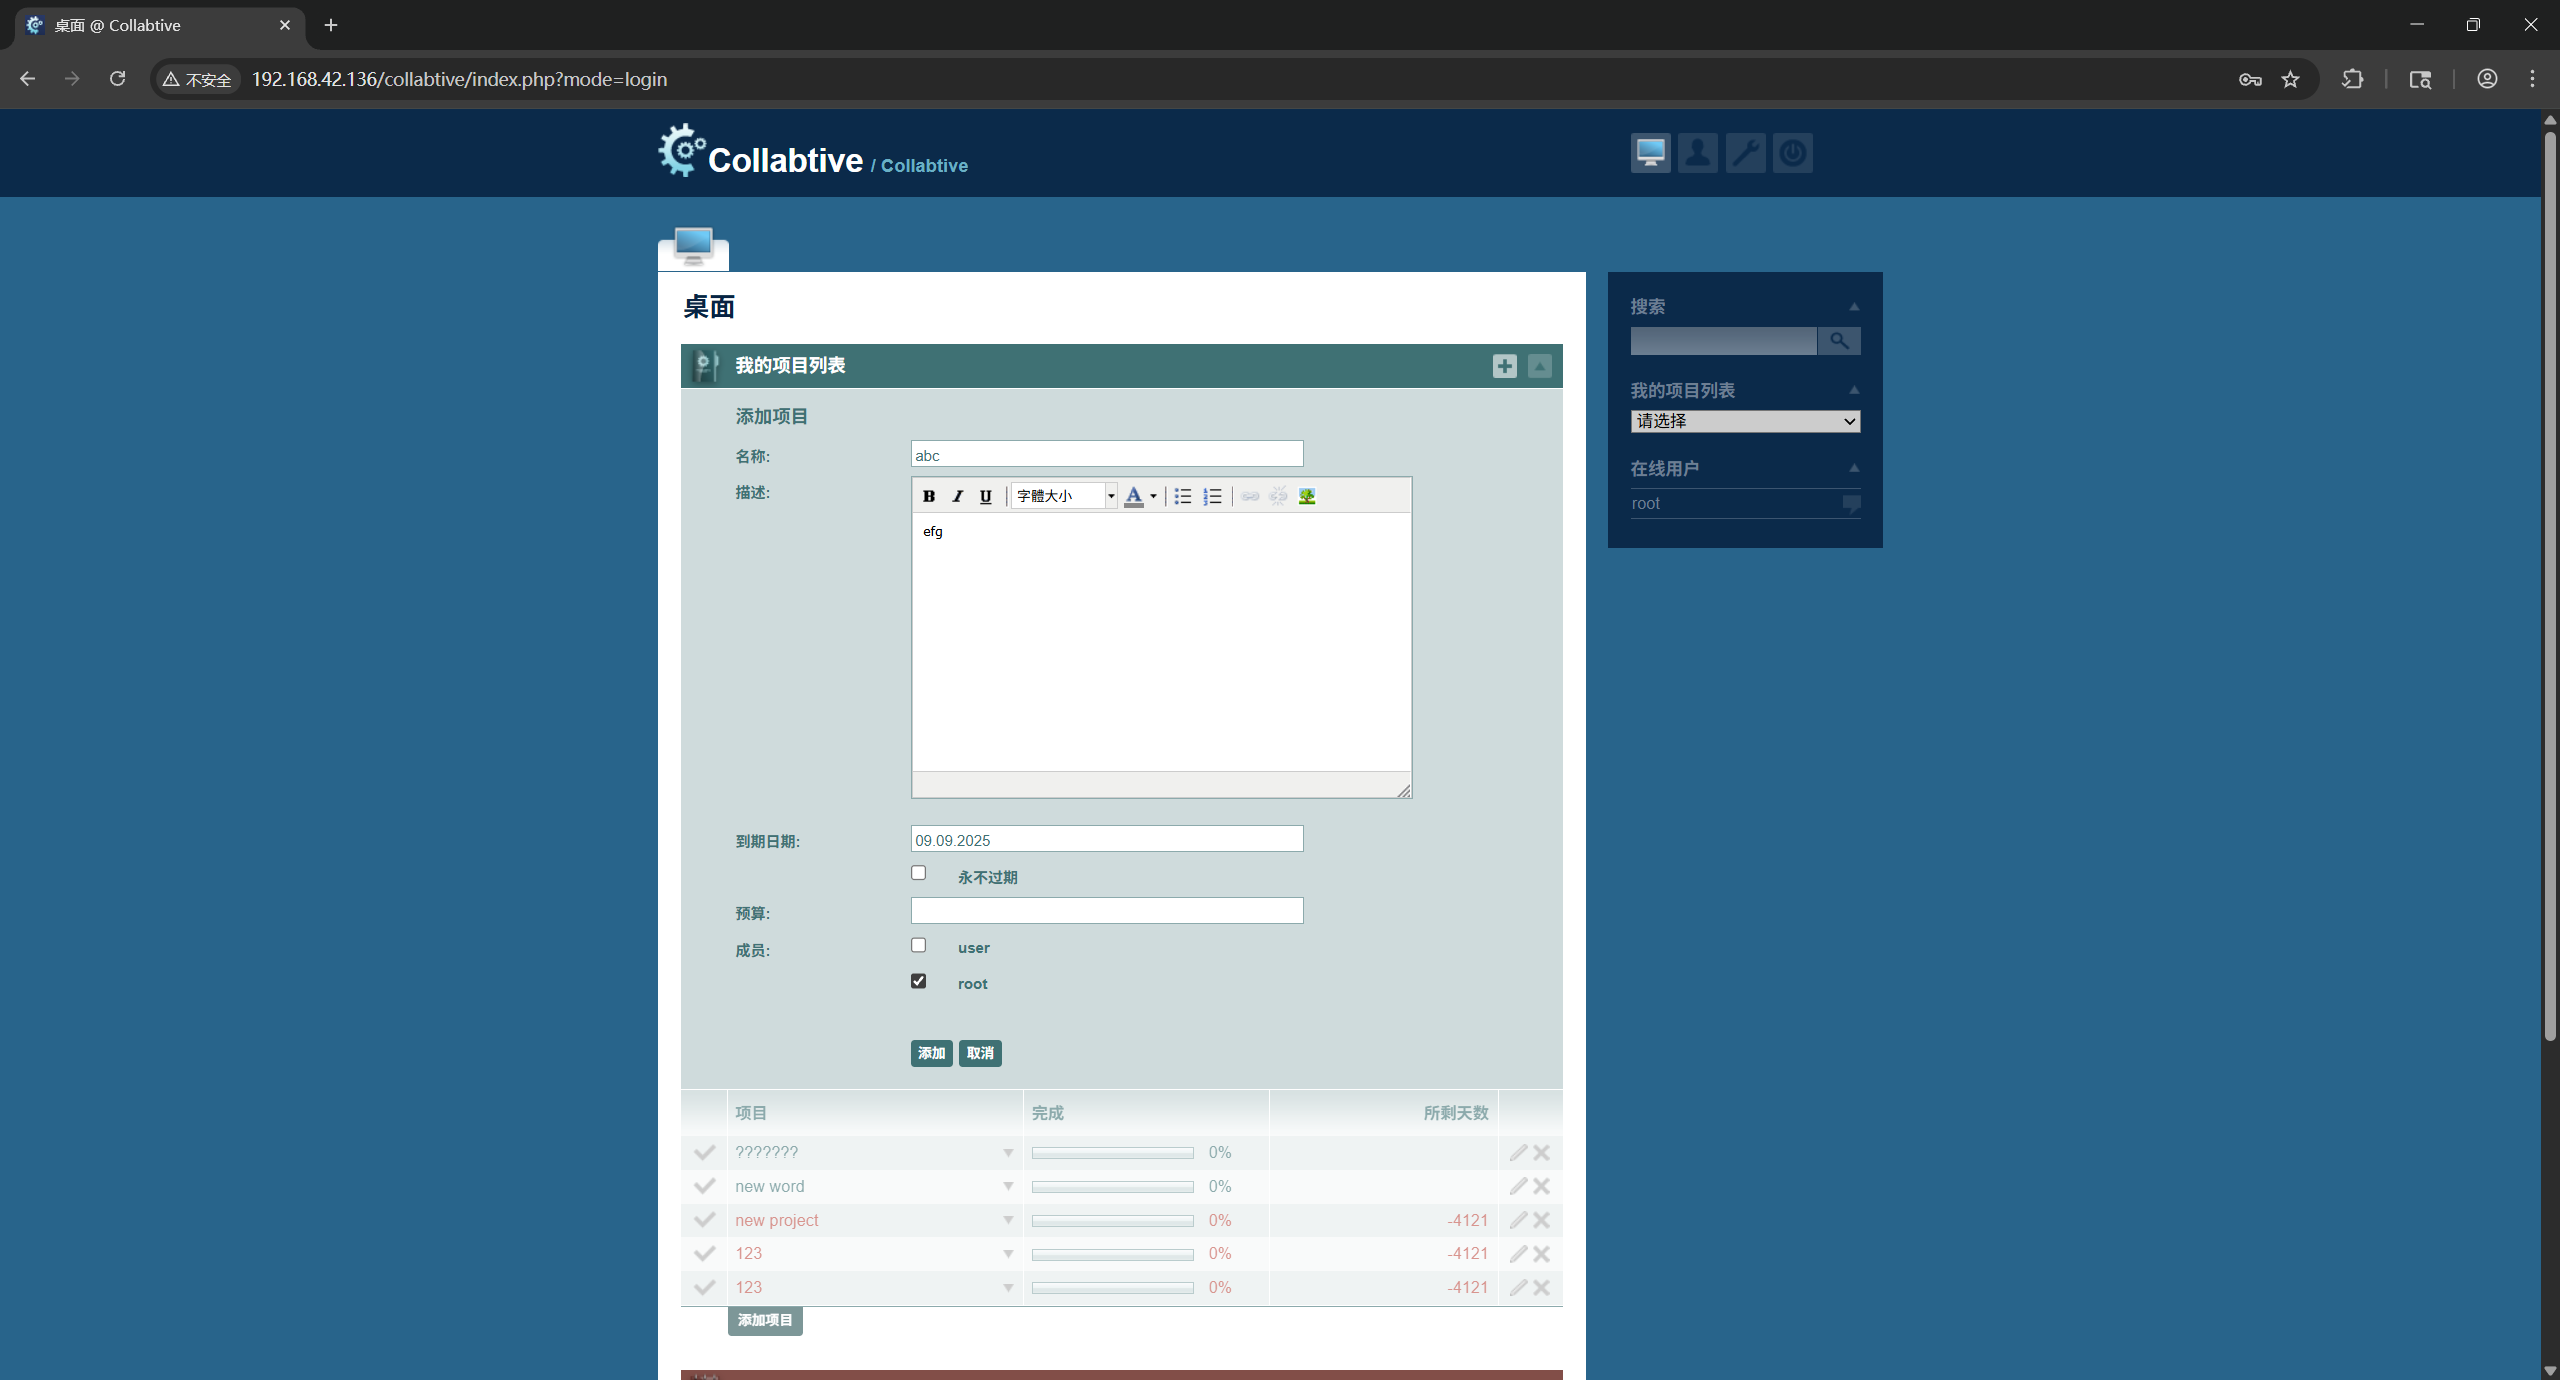 桌面 @ Collabtive
不安全 192.168.42.136/collabtive/index.php?mode=login
Collabtive / Collabtive
桌面
我的项目列表
添加项目
名称: abc
描述:
B I U 字體大小 A
efg
到期日期: 09.09.2025
永不过期
预算:
成员: user
root
添加 取消
项目 完成 所剩天数
??????? 0%
new word 0%
new project 0% -4121
123 0% -4121
123 0% -4121
添加项目
搜索
我的项目列表
请选择
在线用户
root